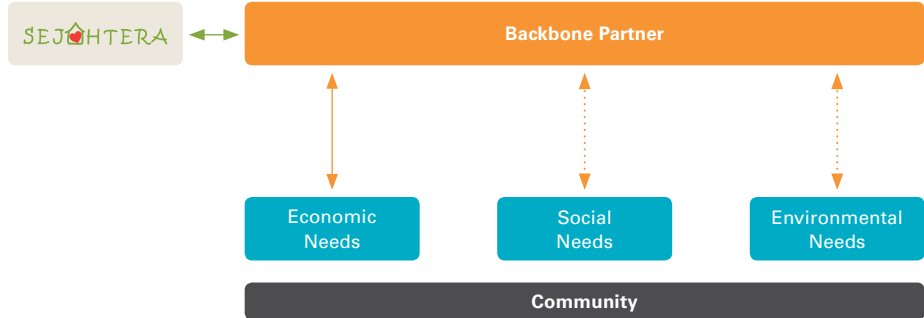 SEJAHTERA
Backbone Partner
Economic
Needs
Social
Needs
Environmental
Needs
Community